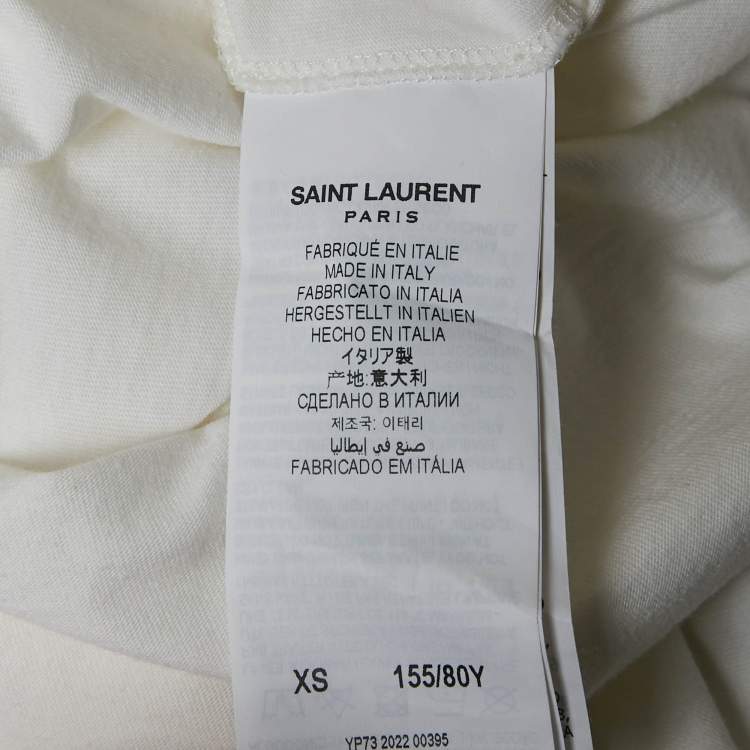 SAINT LAURENT
PARIS
FABRIQUÉ EN ITALIE
MADE IN ITALY
FABBRICATO IN ITALIA
HERGESTELLT IN ITALIEN
HECHO EN ITALIA
イタリア製
产地:意大利
СДЕЛАНО В ИТАЛИИ
제조국: 이태리
صنع في إيطاليا
FABRICADO EM ITÁLIA
XS 155/80Y
YP73 2022 00395